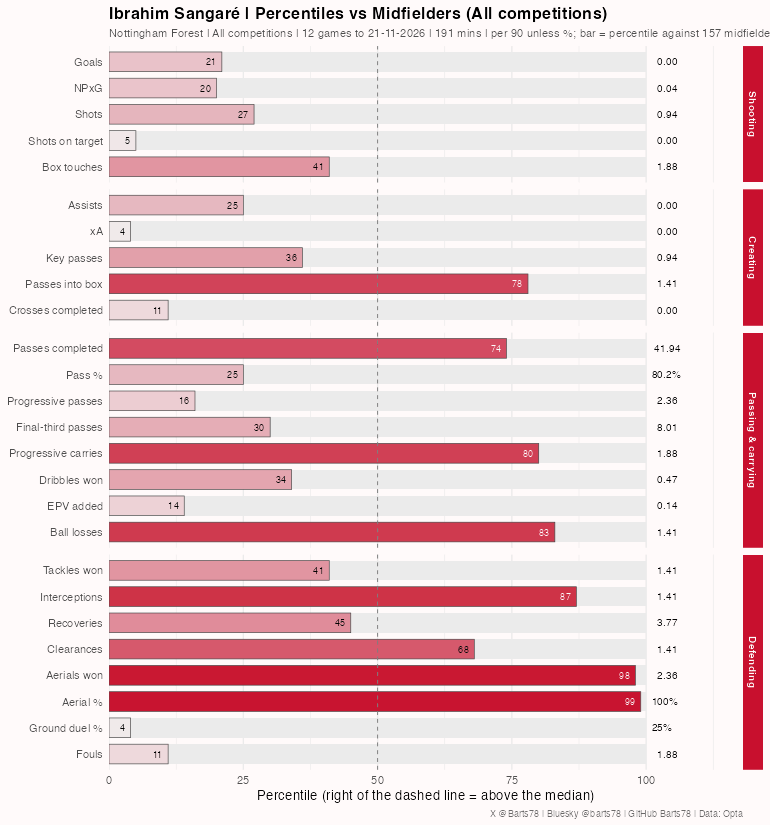 Ibrahim Sangaré | Percentiles vs Midfielders (All competitions)
Nottingham Forest | All competitions | 12 games to 21-11-2026 | 191 mins | per 90 unless %; bar = percentile against 157 midfielde
Goals 21 0.00
NPxG 20 0.04
Shots 27 0.94
Shots on target 5 0.00
Box touches 41 1.88
Shooting
Assists 25 0.00
xA 4 0.00
Key passes 36 0.94
Passes into box 78 1.41
Crosses completed 11 0.00
Creating
Passes completed 74 41.94
Pass % 25 80.2%
Progressive passes 16 2.36
Final-third passes 30 8.01
Progressive carries 80 1.88
Dribbles won 34 0.47
EPV added 14 0.14
Ball losses 83 1.41
Passing & carrying
Tackles won 41 1.41
Interceptions 87 1.41
Recoveries 45 3.77
Clearances 68 1.41
Aerials won 98 2.36
Aerial % 99 100%
Ground duel % 4 25%
Fouls 11 1.88
Defending
0 25 50 75 100
Percentile (right of the dashed line = above the median)
X @Barts78 | Bluesky @barts78 | GitHub Barts78 | Data: Opta